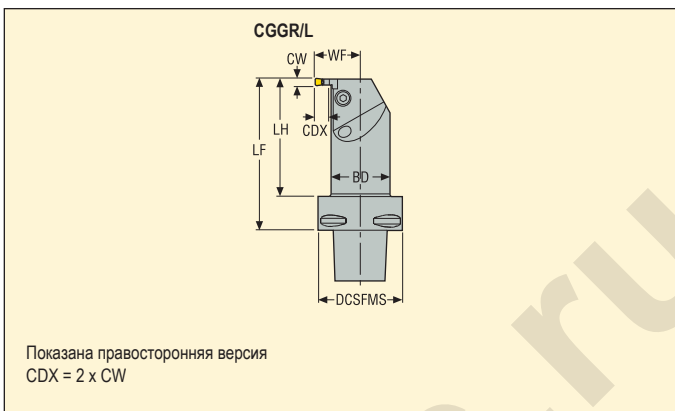 CGGR/L
WF
CW
CDX
LH
LF
BD
DCSFMS
Показана правосторонняя версия
CDX = 2 x CW